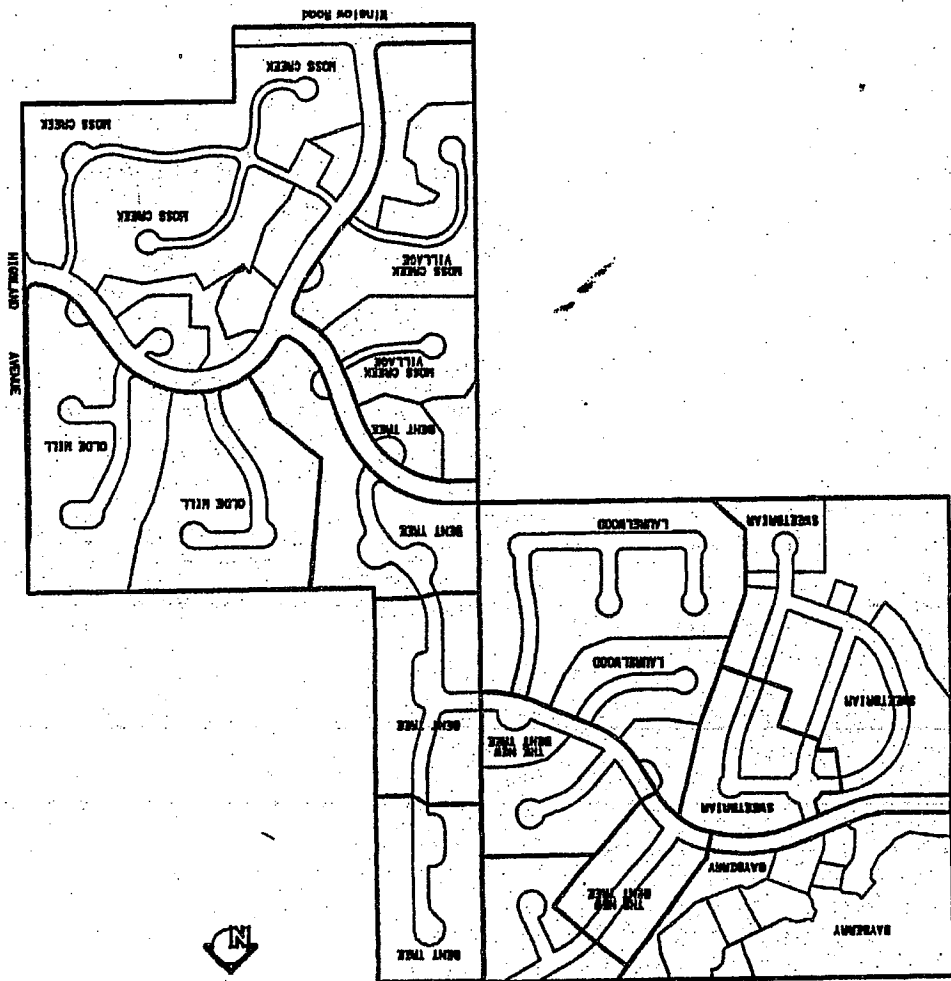 BENT TREE
N
BAYBERRY
THE NEW
BENT TREE
BAYBERRY
SWEETBRIAR
THE NEW
BENT TREE
BENT TREE
SWEETBRIAR
LAURELWOOD
BENT TREE
LAURELWOOD
SWEETBRIAR
OLDE MILL
OLDE MILL
BENT TREE
MOSS CREEK
VILLAGE
HIGHLAND AVENUE
MOSS CREEK
VILLAGE
MOSS CREEK
MOSS CREEK
MOSS CREEK
Winslow Road